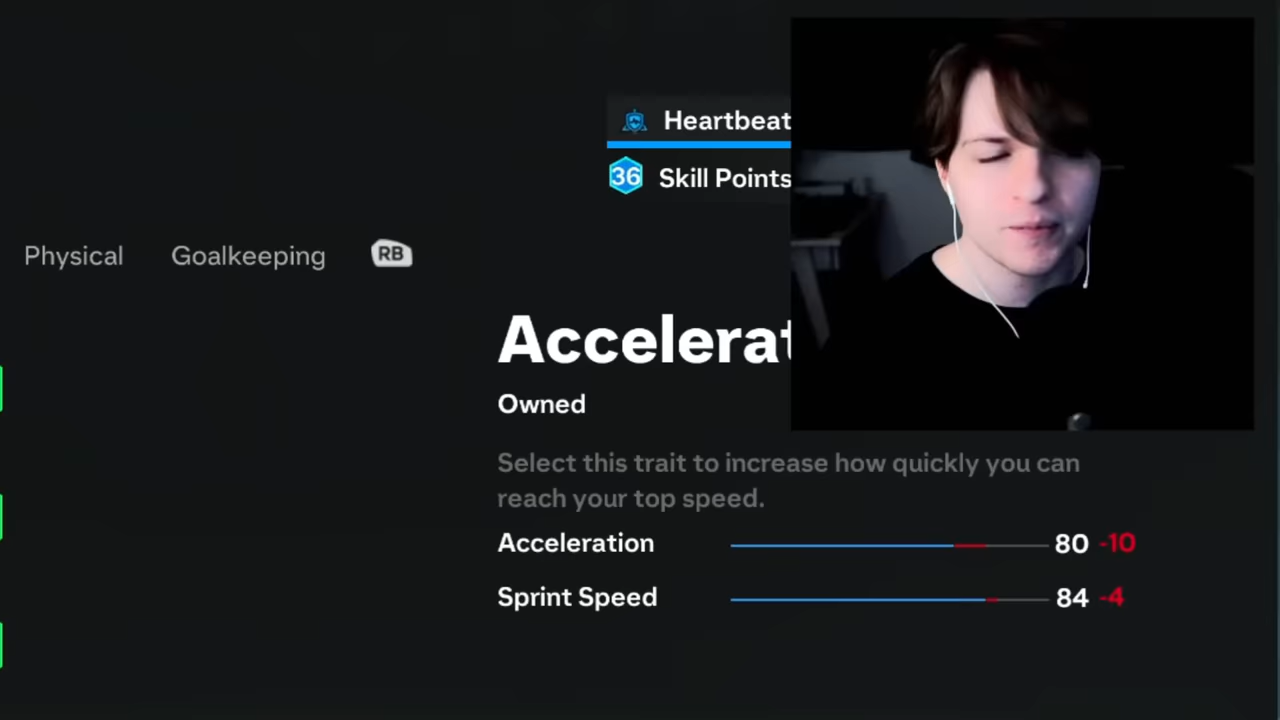 Heartbeat
36 Skill Points
Physical Goalkeeping RB
Accelerat
Owned
Select this trait to increase how quickly you can
reach your top speed.
Acceleration 80 -10
Sprint Speed 84 -4